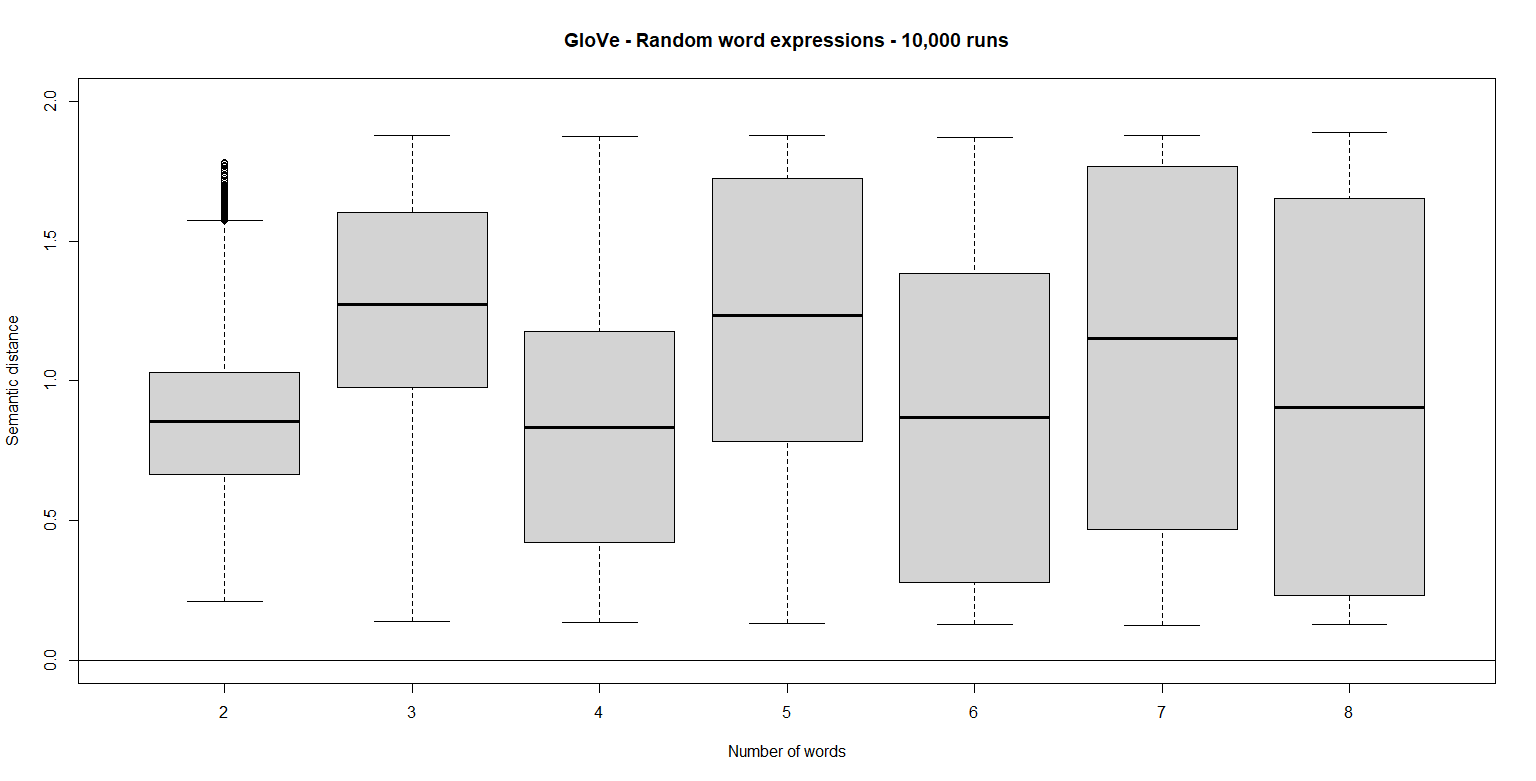 GloVe - Random word expressions - 10,000 runs
2.0
1.5
1.0
0.5
0.0
Semantic distance
2 3 4 5 6 7 8
Number of words